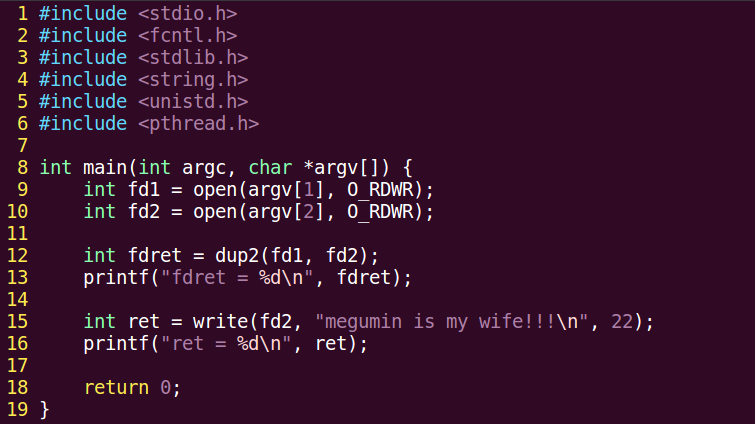 1 #include <stdio.h>
2 #include <fcntl.h>
3 #include <stdlib.h>
4 #include <string.h>
5 #include <unistd.h>
6 #include <pthread.h>
7
8 int main(int argc, char *argv[]) {
9     int fd1 = open(argv[1], O_RDWR);
10     int fd2 = open(argv[2], O_RDWR);
11
12     int fdret = dup2(fd1, fd2);
13     printf("fdret = %d\n", fdret);
14
15     int ret = write(fd2, "megumin is my wife!!!\n", 22);
16     printf("ret = %d\n", ret);
17
18     return 0;
19 }